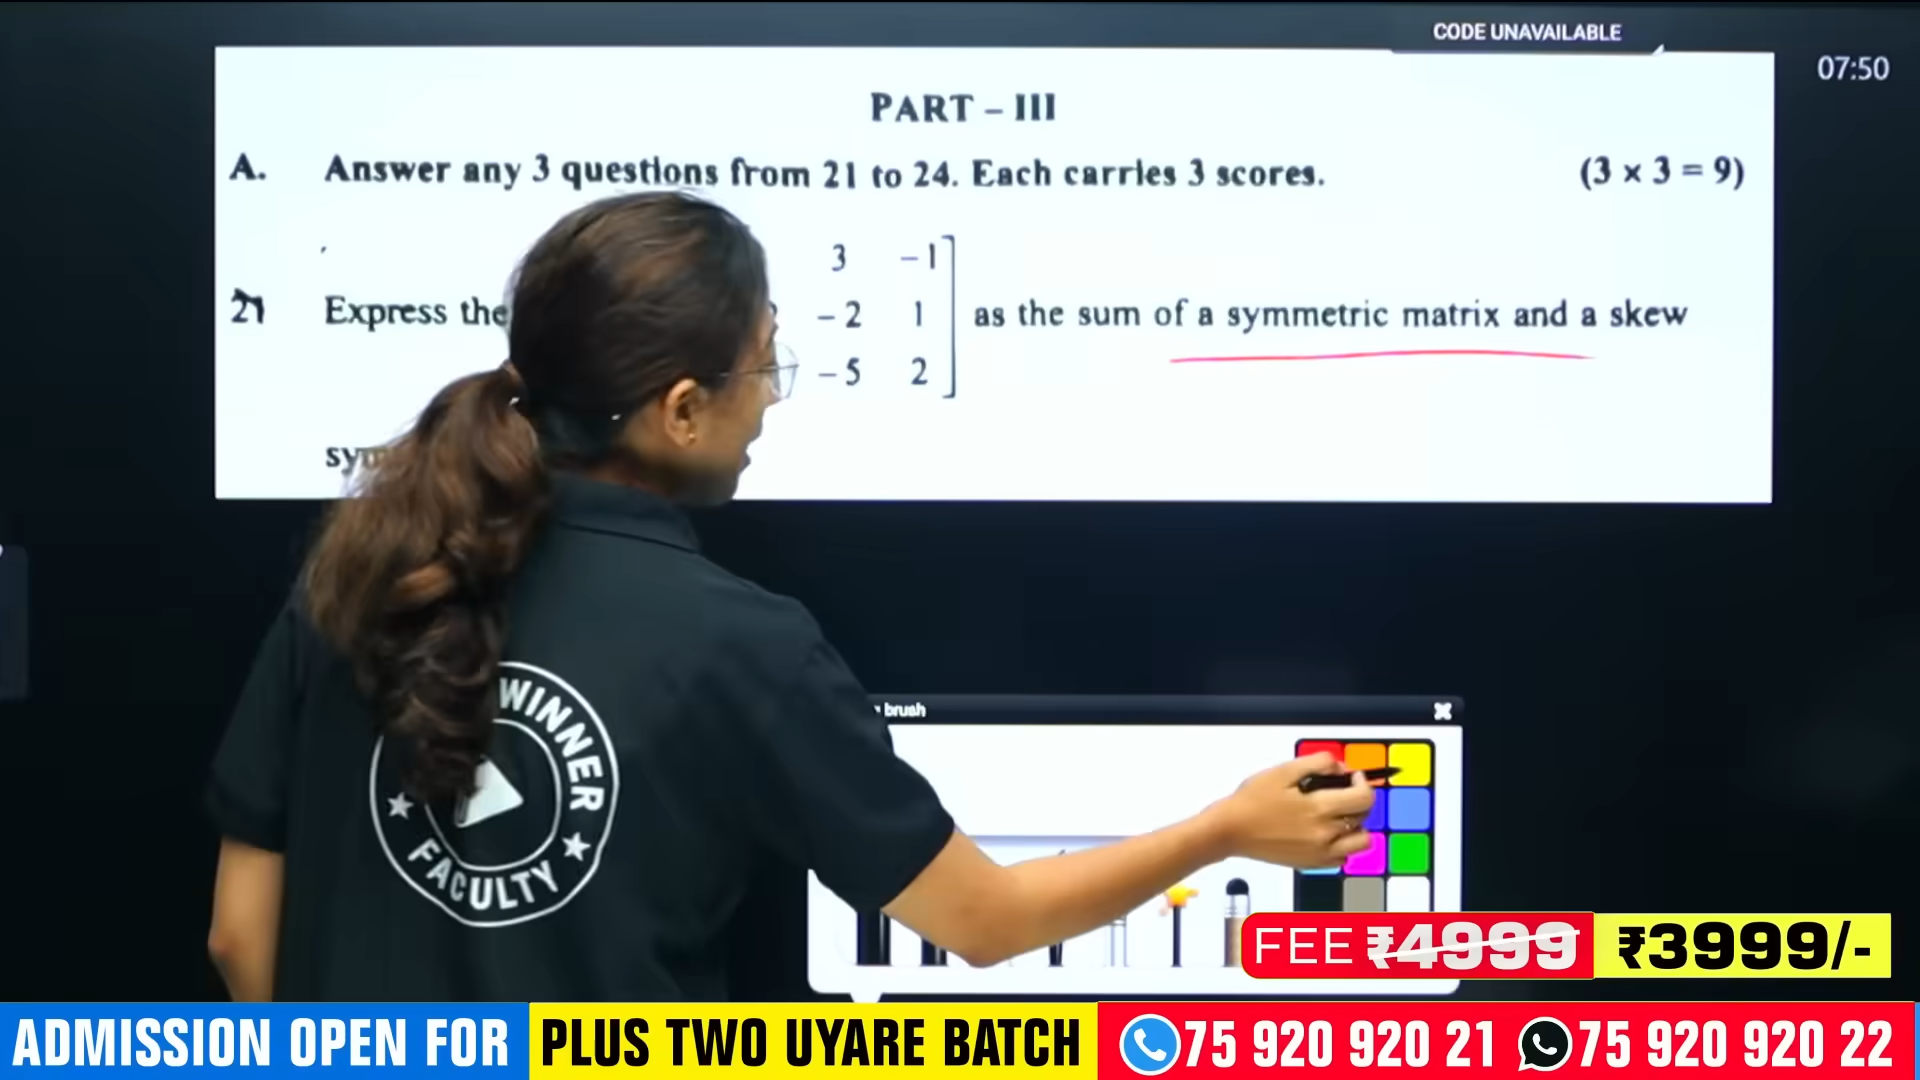 CODE UNAVAILABLE
07:50
PART – III
A. Answer any 3 questions from 21 to 24. Each carries 3 scores. (3 × 3 = 9)
3 –1
21 Express the –2 1 as the sum of a symmetric matrix and a skew
–5 2
brush
WINNER
FACULTY
FEE ₹4999 ₹3999/-
ADMISSION OPEN FOR PLUS TWO UYARE BATCH 75 920 920 21 75 920 920 22